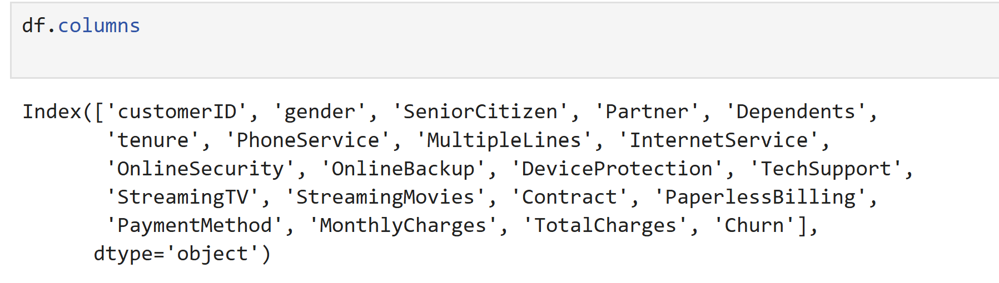 df.columns
Index(['customerID', 'gender', 'SeniorCitizen', 'Partner', 'Dependents',
'tenure', 'PhoneService', 'MultipleLines', 'InternetService',
'OnlineSecurity', 'OnlineBackup', 'DeviceProtection', 'TechSupport',
'StreamingTV', 'StreamingMovies', 'Contract', 'PaperlessBilling',
'PaymentMethod', 'MonthlyCharges', 'TotalCharges', 'Churn'],
dtype='object')